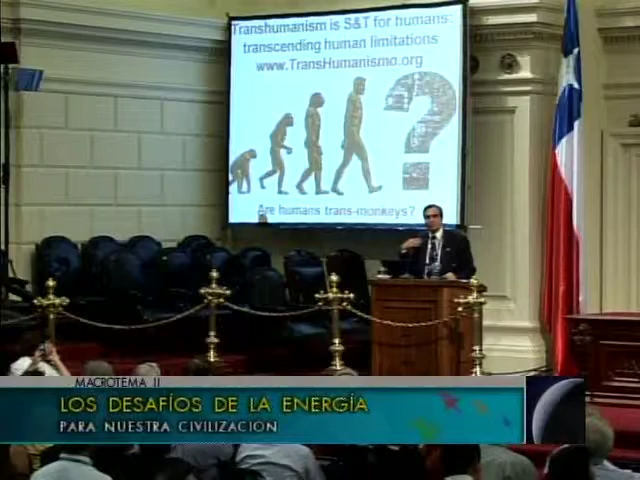 Transhumanism is S&T for humans:
transcending human limitations
www.TransHumanismo.org
?
Are humans trans-monkeys?
MACROTEMA II
LOS DESAFÍOS DE LA ENERGÍA
PARA NUESTRA CIVILIZACIÓN